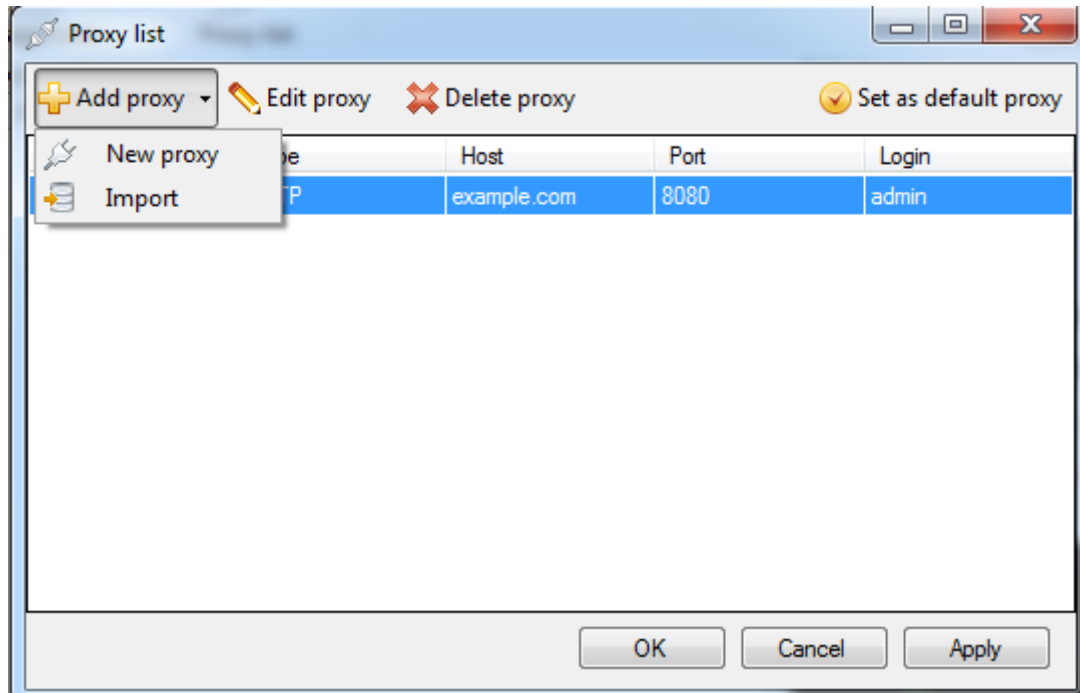 Proxy list
Add proxy Edit proxy Delete proxy Set as default proxy
New proxy
Import
Host Port Login
example.com 8080 admin
OK Cancel Apply